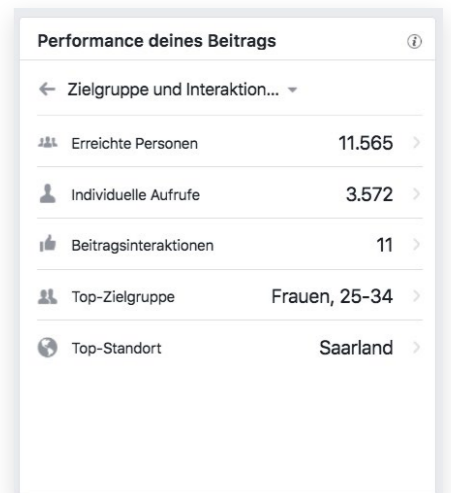 Performance deines Beitrags
Zielgruppe und Interaktion...
Erreichte Personen 11.565
Individuelle Aufrufe 3.572
Beitragsinteraktionen 11
Top-Zielgruppe Frauen, 25-34
Top-Standort Saarland